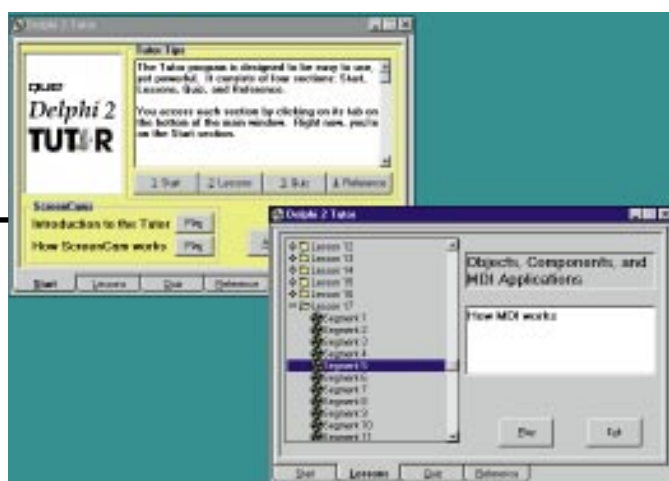 Delphi 2 Tutor
que
Delphi 2
TUTOR
Tutor Tips
The Tutor program is designed to be easy to use,
yet powerful. It consists of four sections: Start,
Lessons, Quiz, and Reference.
You access each section by clicking on its tab on
the bottom of the main window. Right now, you're
on the Start section.
1 Start
2 Lessons
3 Quiz
4 Reference
ScreenCams
Introduction to the Tutor
Play
How ScreenCam works
Play
Start
Lessons
Quiz
Reference
Delphi 2 Tutor
Lesson 12
Lesson 13
Lesson 14
Lesson 15
Lesson 16
Lesson 17
Segment 1
Segment 2
Segment 3
Segment 4
Segment 5
Segment 6
Segment 7
Segment 8
Segment 9
Segment 10
Segment 11
Objects, Components, and
MDI Applications
How MDI works
Play
Exit
Start
Lessons
Quiz
Reference